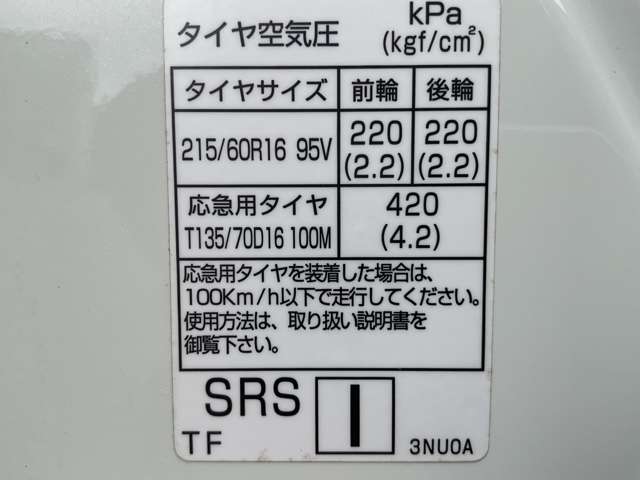 タイヤ空気圧 kPa
(kgf/cm²)
タイヤサイズ 前輪 後輪
215/60R16 95V 220 220
(2.2) (2.2)
応急用タイヤ 420
T135/70D16 100M (4.2)
応急用タイヤを装着した場合は、
100Km/h以下で走行してください。
使用方法は、取り扱い説明書を
御覧下さい。
SRS I
TF 3NU0A